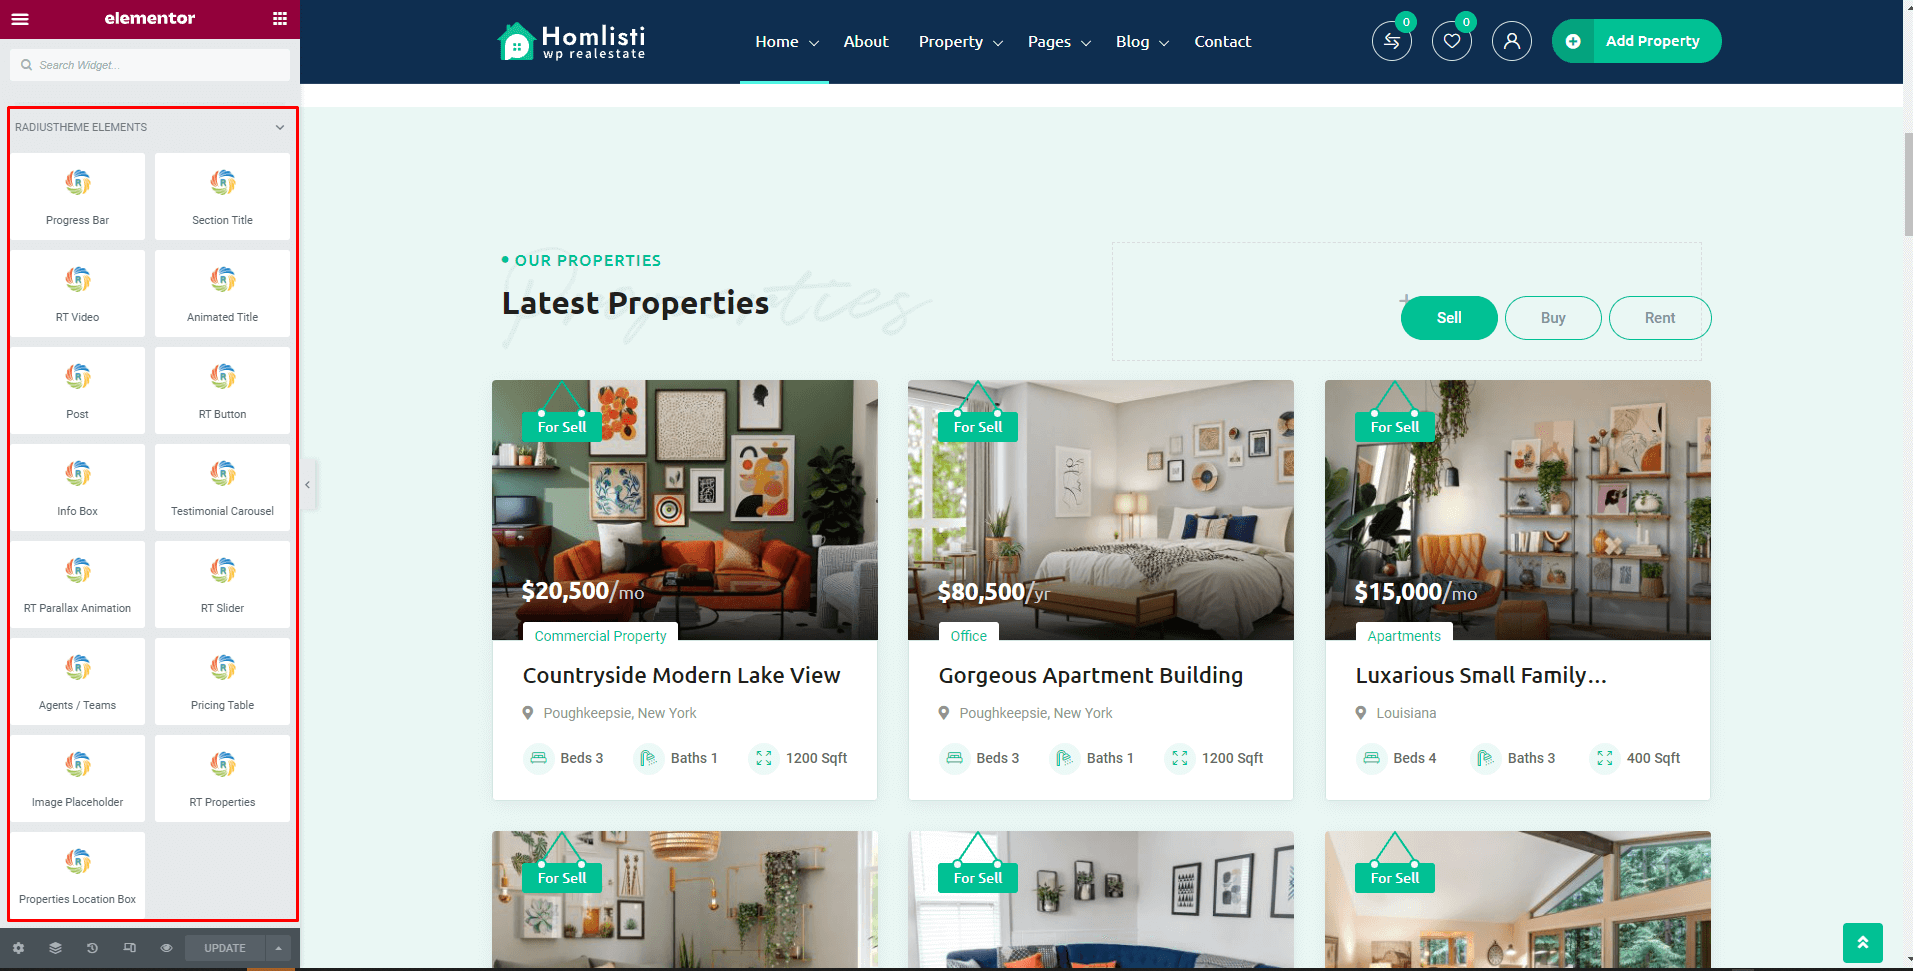 elementor
Search Widget...
RADIUSTHEME ELEMENTS
Progress Bar
Section Title
RT Video
Animated Title
Post
RT Button
Info Box
Testimonial Carousel
RT Parallax Animation
RT Slider
Agents / Teams
Pricing Table
Image Placeholder
RT Properties
Properties Location Box
UPDATE
Homlisti
wp realestate
Home
About
Property
Pages
Blog
Contact
0
0
Add Property
• OUR PROPERTIES
Properties
Latest Properties
Sell
Buy
Rent
For Sell
$20,500/mo
Commercial Property
Countryside Modern Lake View
Poughkeepsie, New York
Beds 3
Baths 1
1200 Sqft
For Sell
$80,500/yr
Office
Gorgeous Apartment Building
Poughkeepsie, New York
Beds 3
Baths 1
1200 Sqft
For Sell
$15,000/mo
Apartments
Luxarious Small Family...
Louisiana
Beds 4
Baths 3
400 Sqft
For Sell
For Sell
For Sell